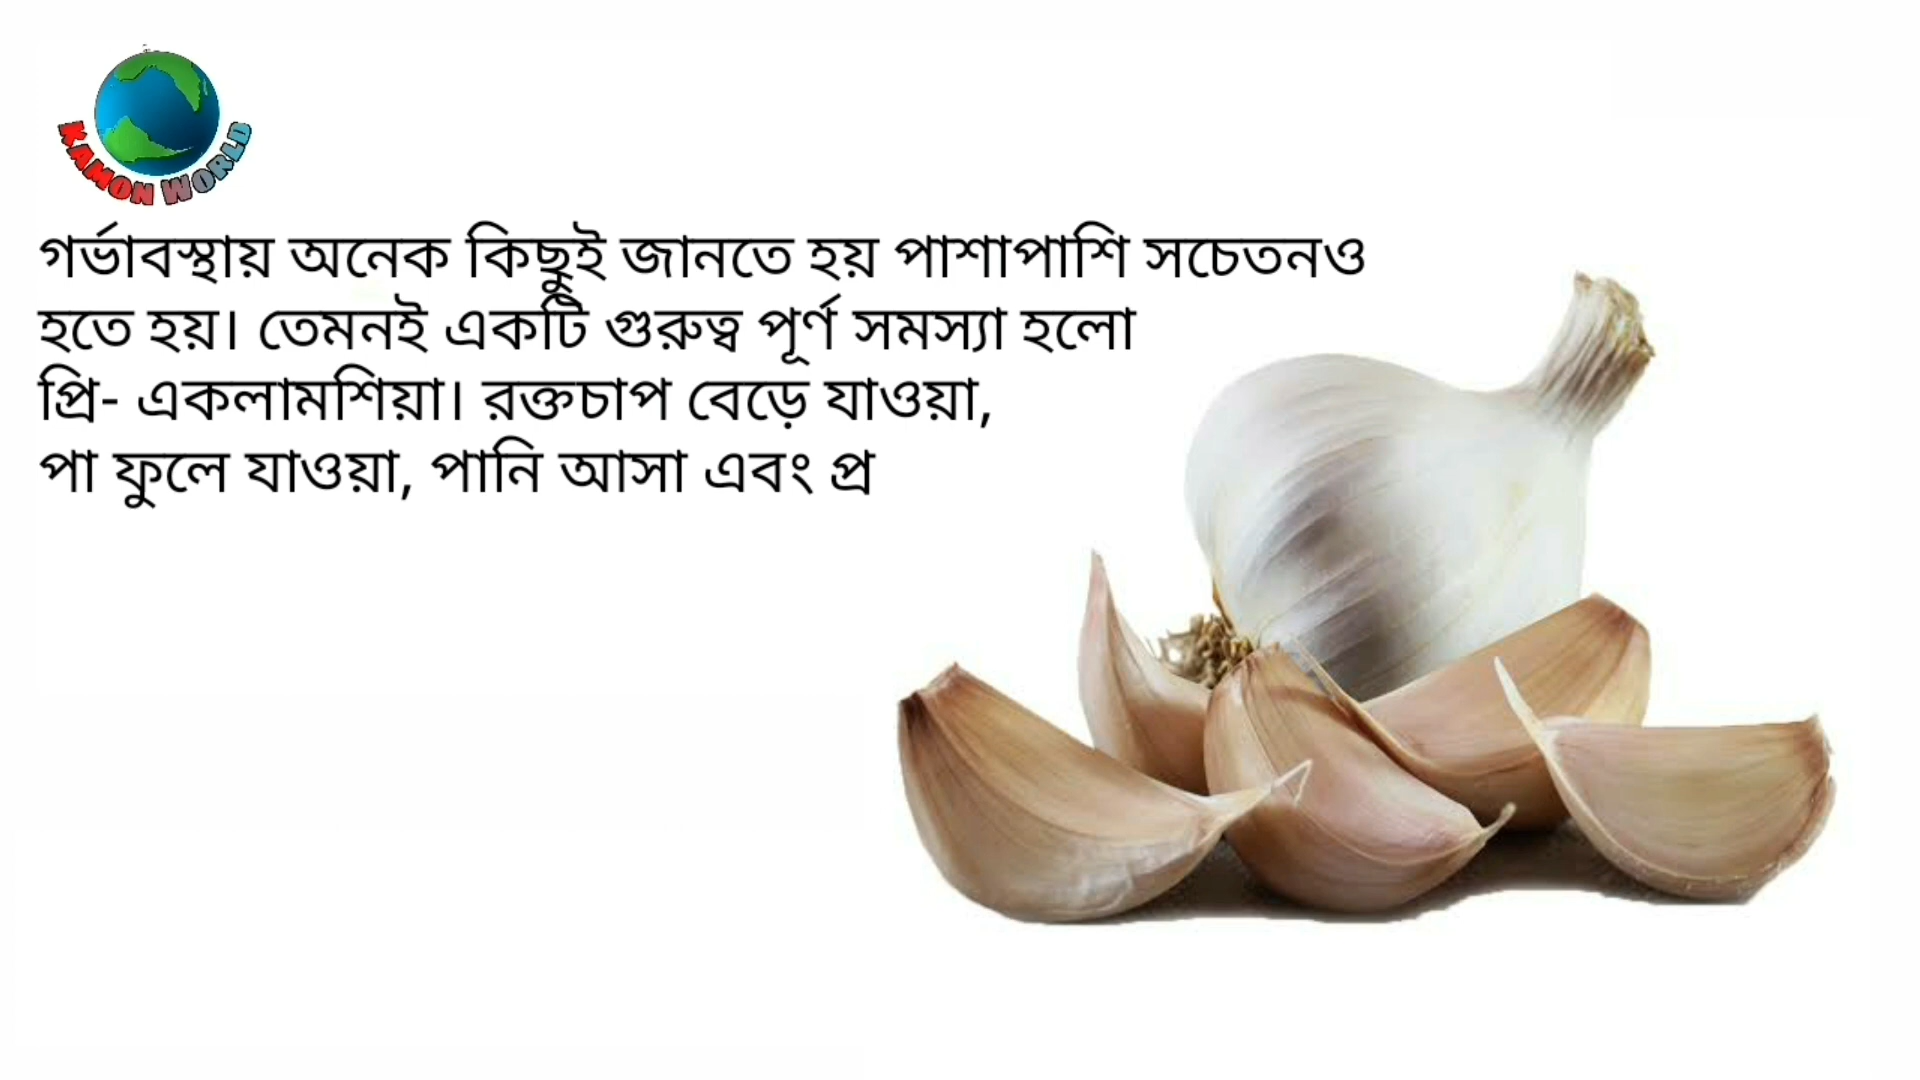 KAMON WORLD
গর্ভাবস্থায় অনেক কিছুই জানতে হয় পাশাপাশি সচেতনও
হতে হয়। তেমনই একটি গুরুত্ব পূর্ণ সমস্যা হলো
প্রি- একলামশিয়া। রক্তচাপ বেড়ে যাওয়া,
পা ফুলে যাওয়া, পানি আসা এবং প্র